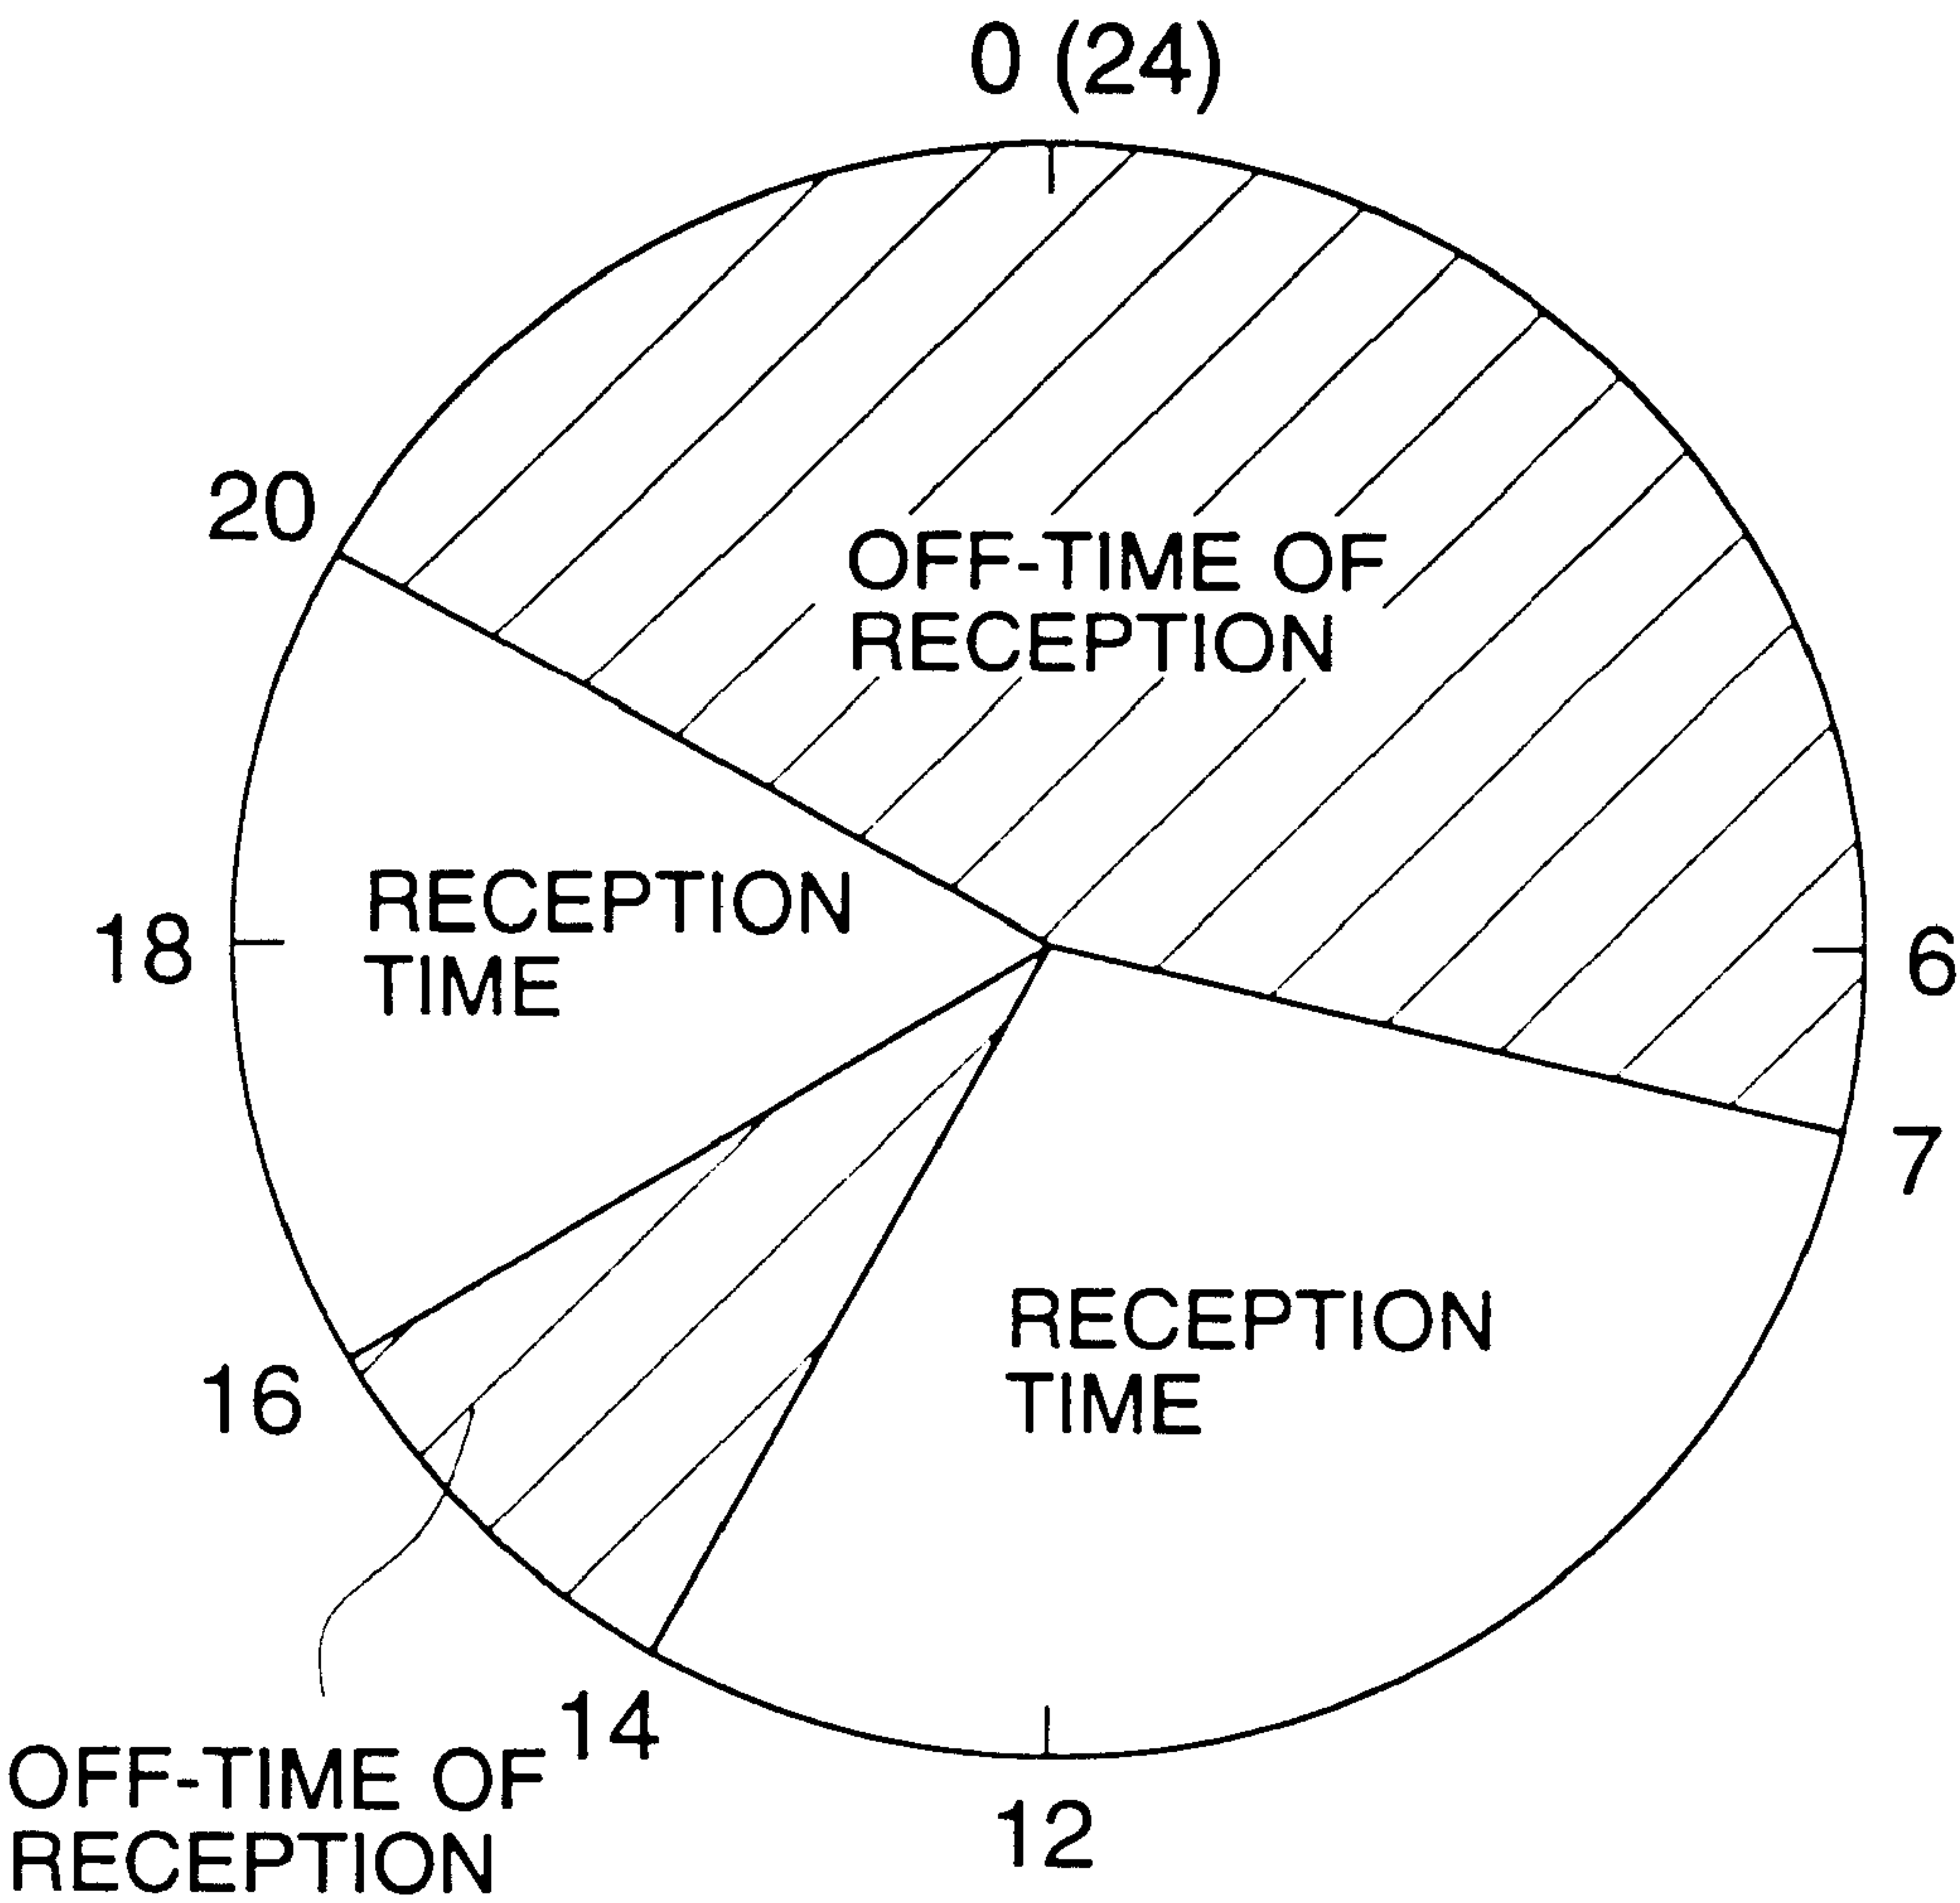 0 (24)
20
OFF-TIME OF
RECEPTION
RECEPTION
TIME
18
6
7
RECEPTION
TIME
16
14
OFF-TIME OF
RECEPTION
12